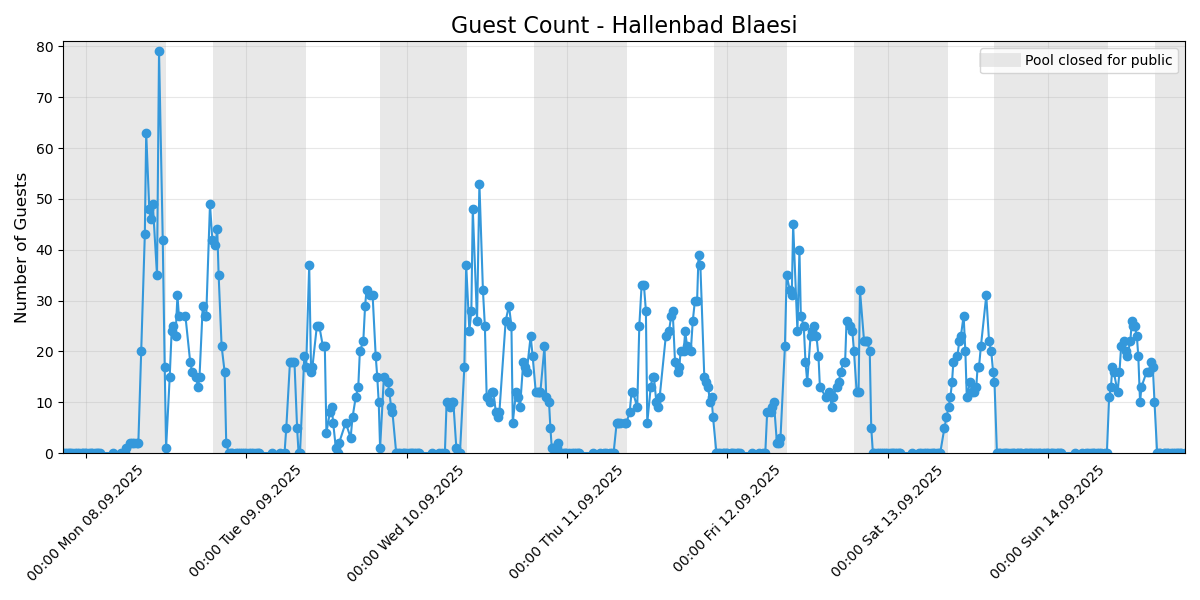 Guest Count - Hallenbad Blaesi
Pool closed for public
Number of Guests
80
70
60
50
40
30
20
10
0
00:00 Mon 08.09.2025
00:00 Tue 09.09.2025
00:00 Wed 10.09.2025
00:00 Thu 11.09.2025
00:00 Fri 12.09.2025
00:00 Sat 13.09.2025
00:00 Sun 14.09.2025